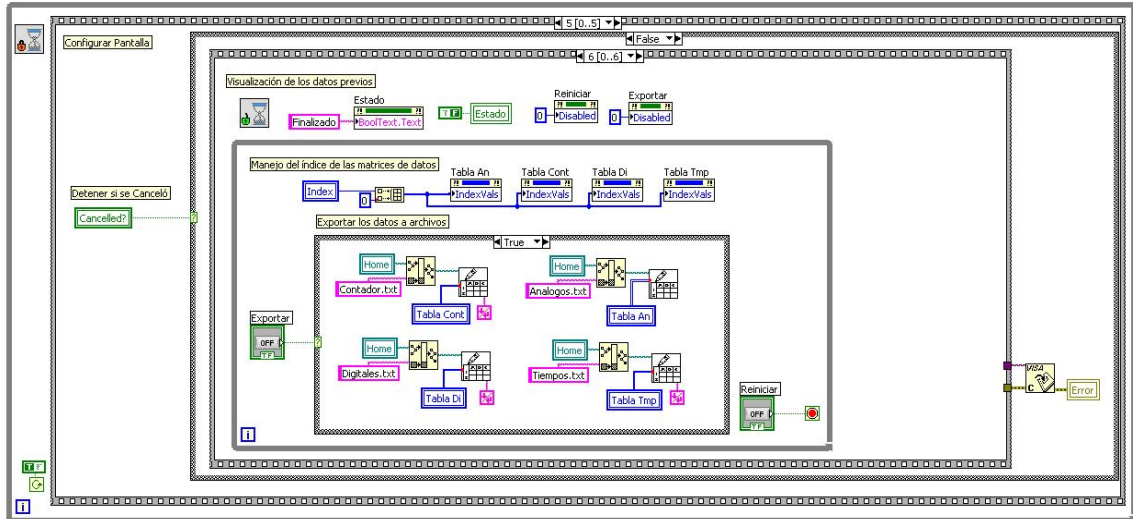 5 [0..5]
Configurar Pantalla
False
6 [0..6]
Visualización de los datos previos
Estado
Reiniciar
Exportar
Finalizado
BoolText.Text
T F
Estado
0
Disabled
0
Disabled
Manejo del índice de las matrices de datos
Tabla An
Tabla Cont
Tabla Di
Tabla Tmp
Index
0
IndexVals
IndexVals
IndexVals
IndexVals
Detener si se Canceló
Cancelled?
?
Exportar los datos a archivos
True
Home
Contador.txt
Tabla Cont
Home
Analogos.txt
Tabla An
Exportar
OFF
TF
?
Home
Digitales.txt
Tabla Di
Home
Tiempos.txt
Tabla Tmp
Reiniciar
OFF
TF
VISA
C
Error
i
T F
i